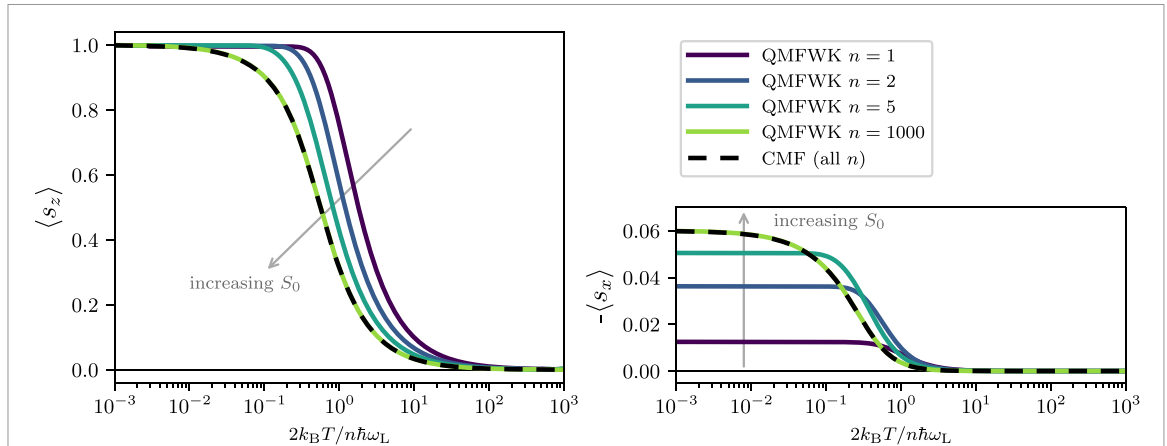 1.0
0.8
0.6
0.4
0.2
0.0
⟨s_z⟩
increasing S_0
10^{-3} 10^{-2} 10^{-1} 10^0 10^1 10^2 10^3
2k_BT/nℏω_L
QMFWK n = 1
QMFWK n = 2
QMFWK n = 5
QMFWK n = 1000
CMF (all n)
0.06
0.04
0.02
0.00
-⟨s_x⟩
increasing S_0
10^{-3} 10^{-2} 10^{-1} 10^0 10^1 10^2 10^3
2k_BT/nℏω_L